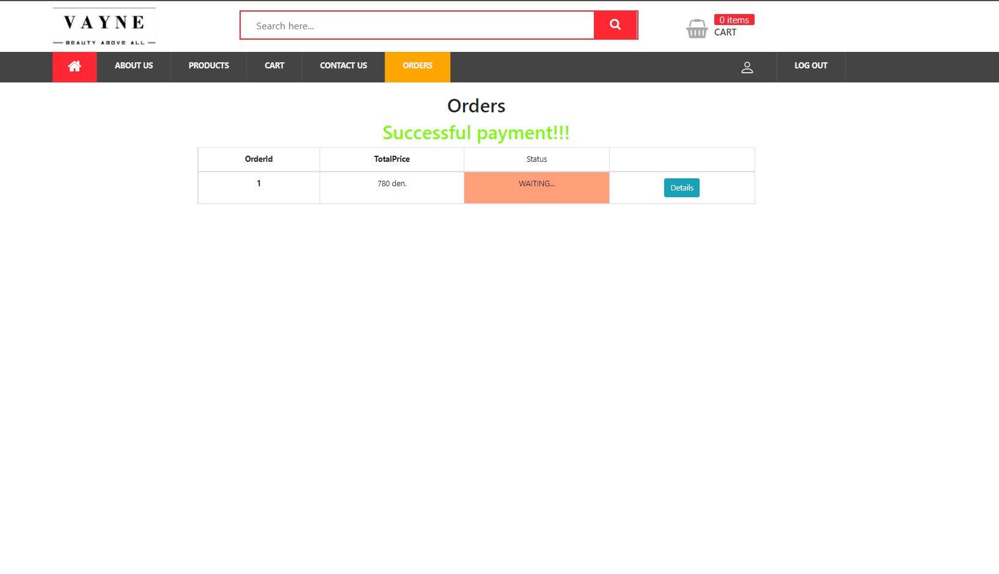 VAYNE
BEAUTY ABOVE ALL
Search here...
0 items
CART
ABOUT US
PRODUCTS
CART
CONTACT US
ORDERS
LOG OUT
Orders
Successful payment!!!
OrderId TotalPrice Status
1 780 den. WAITING... Details